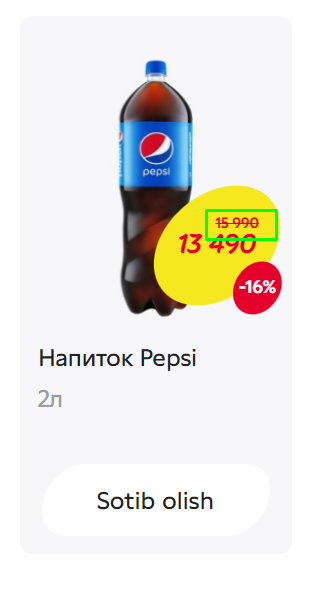 pepsi
15 990
13 490
-16%
Напиток Pepsi
2л
Sotib olish